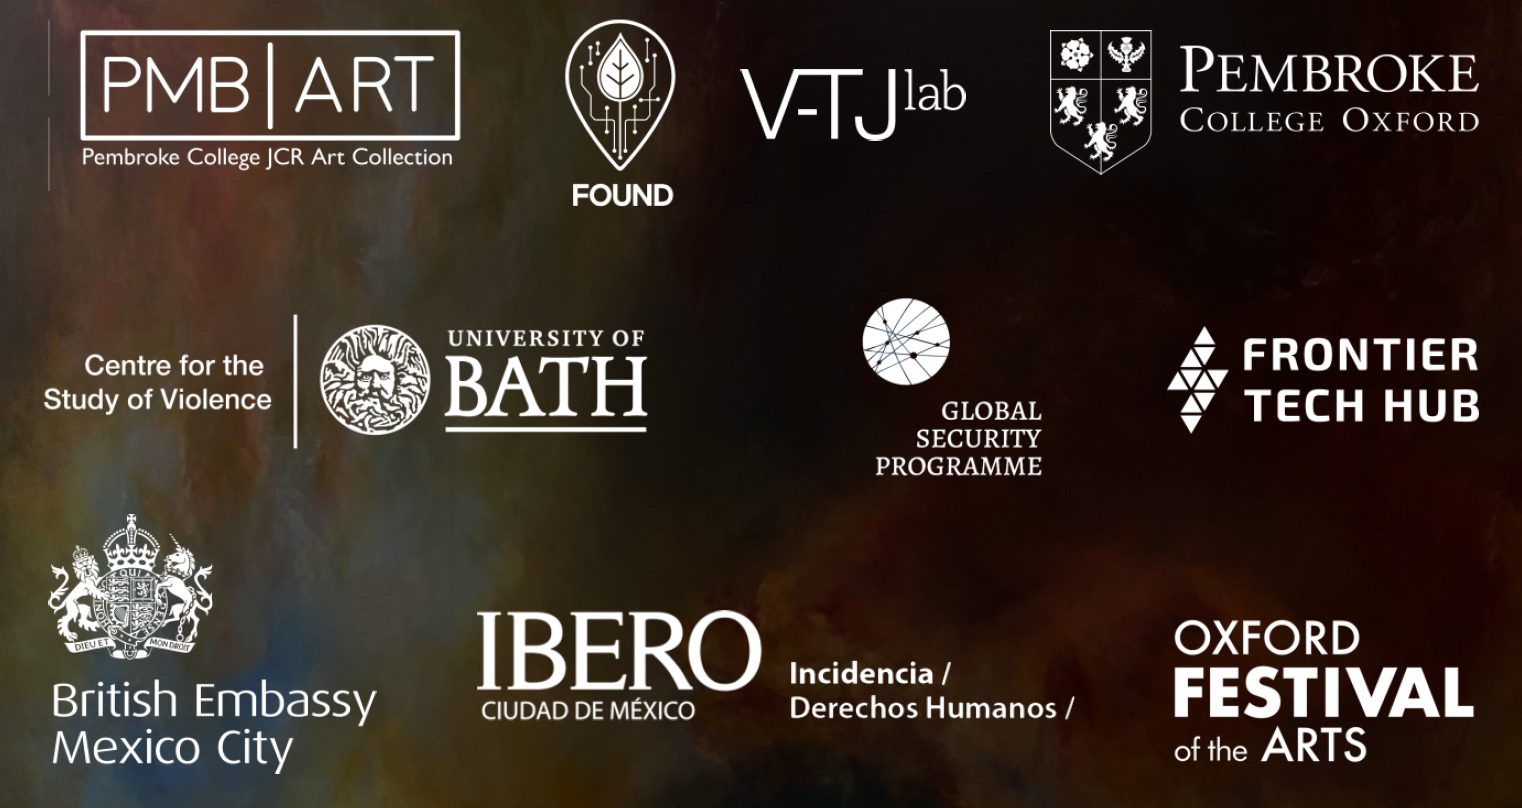 PMB|ART
Pembroke College JCR Art Collection
FOUND
V-TJ lab
PEMBROKE
COLLEGE OXFORD
Centre for the
Study of Violence
UNIVERSITY OF
BATH
GLOBAL
SECURITY
PROGRAMME
FRONTIER
TECH HUB
DIEU ET MON DROIT
British Embassy
Mexico City
IBERO
CIUDAD DE MÉXICO
Incidencia /
Derechos Humanos /
OXFORD
FESTIVAL
of the ARTS